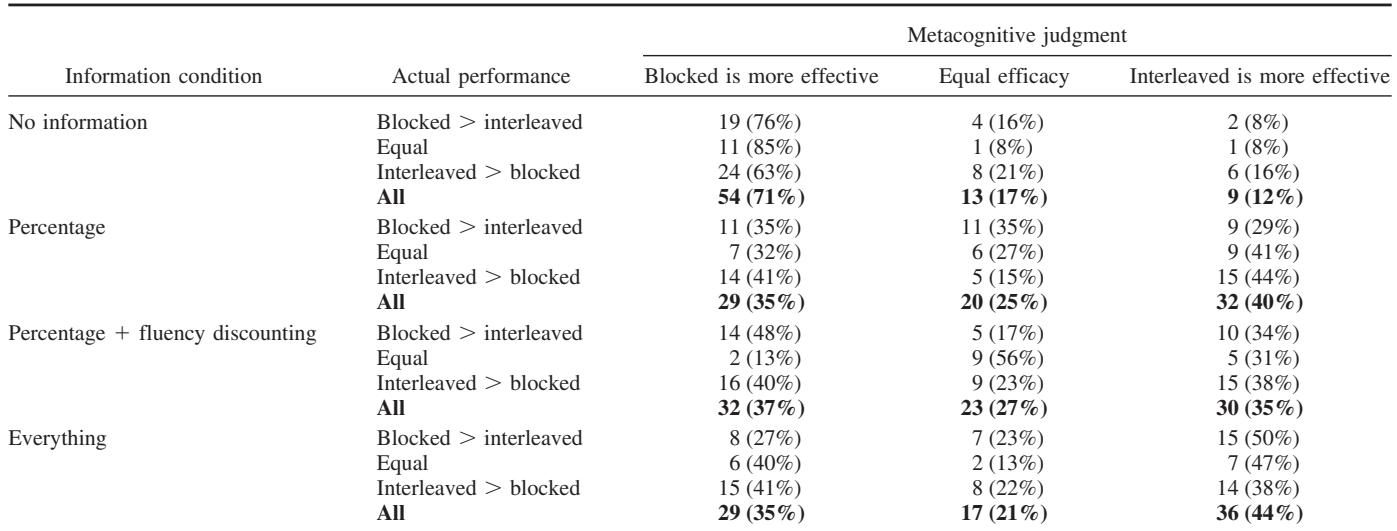 Metacognitive judgment
Information condition Actual performance Blocked is more effective Equal efficacy Interleaved is more effective
No information Blocked > interleaved 19 (76%) 4 (16%) 2 (8%)
Equal 11 (85%) 1 (8%) 1 (8%)
Interleaved > blocked 24 (63%) 8 (21%) 6 (16%)
All 54 (71%) 13 (17%) 9 (12%)
Percentage Blocked > interleaved 11 (35%) 11 (35%) 9 (29%)
Equal 7 (32%) 6 (27%) 9 (41%)
Interleaved > blocked 14 (41%) 5 (15%) 15 (44%)
All 29 (35%) 20 (25%) 32 (40%)
Percentage + fluency discounting Blocked > interleaved 14 (48%) 5 (17%) 10 (34%)
Equal 2 (13%) 9 (56%) 5 (31%)
Interleaved > blocked 16 (40%) 9 (23%) 15 (38%)
All 32 (37%) 23 (27%) 30 (35%)
Everything Blocked > interleaved 8 (27%) 7 (23%) 15 (50%)
Equal 6 (40%) 2 (13%) 7 (47%)
Interleaved > blocked 15 (41%) 8 (22%) 14 (38%)
All 29 (35%) 17 (21%) 36 (44%)